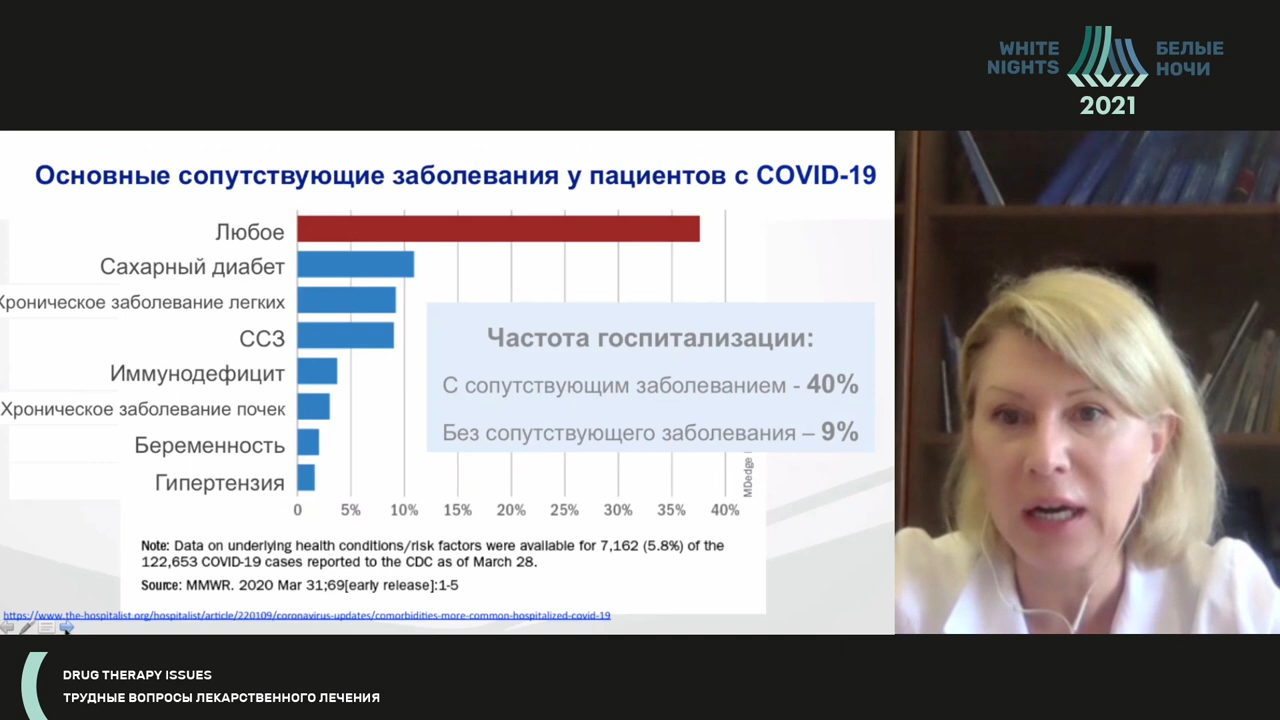 WHITE NIGHTS
БЕЛЫЕ НОЧИ
2021
Основные сопутствующие заболевания у пациентов с COVID-19
Любое
Сахарный диабет
Хроническое заболевание легких
ССЗ
Иммунодефицит
Хроническое заболевание почек
Беременность
Гипертензия
Частота госпитализации:
С сопутствующим заболеванием - 40%
Без сопутствующего заболевания – 9%
MDedge
0 5% 10% 15% 20% 25% 30% 35% 40%
Note: Data on underlying health conditions/risk factors were available for 7,162 (5.8%) of the
122,653 COVID-19 cases reported to the CDC as of March 28.
Source: MMWR. 2020 Mar 31;69[early release]:1-5
https://www.the-hospitalist.org/hospitalist/article/220109/coronavirus-updates/comorbidities-more-common-hospitalized-covid-19
DRUG THERAPY ISSUES
ТРУДНЫЕ ВОПРОСЫ ЛЕКАРСТВЕННОГО ЛЕЧЕНИЯ